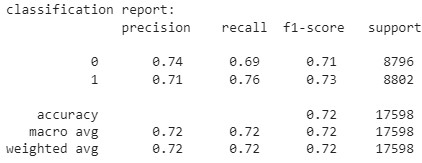 classification report:
precision recall f1-score support
0 0.74 0.69 0.71 8796
1 0.71 0.76 0.73 8802
accuracy 0.72 17598
macro avg 0.72 0.72 0.72 17598
weighted avg 0.72 0.72 0.72 17598